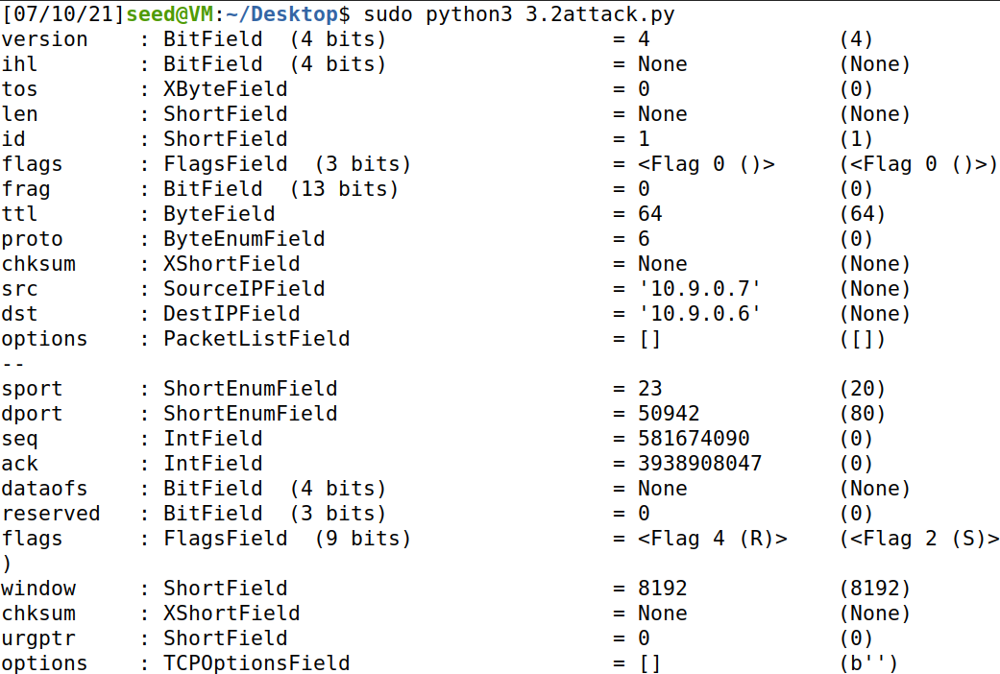 [07/10/21]seed@VM:~/Desktop$ sudo python3 3.2attack.py
version    : BitField  (4 bits)                  = 4               (4)
ihl        : BitField  (4 bits)                  = None            (None)
tos        : XByteField                          = 0               (0)
len        : ShortField                          = None            (None)
id         : ShortField                          = 1               (1)
flags      : FlagsField  (3 bits)                = <Flag 0 ()>     (<Flag 0 ()>)
frag       : BitField  (13 bits)                 = 0               (0)
ttl        : ByteField                           = 64              (64)
proto      : ByteEnumField                       = 6               (0)
chksum     : XShortField                         = None            (None)
src        : SourceIPField                       = '10.9.0.7'      (None)
dst        : DestIPField                         = '10.9.0.6'      (None)
options    : PacketListField                     = []              ([])
--
sport      : ShortEnumField                      = 23              (20)
dport      : ShortEnumField                      = 50942           (80)
seq        : IntField                            = 581674090       (0)
ack        : IntField                            = 3938908047      (0)
dataofs    : BitField  (4 bits)                  = None            (None)
reserved   : BitField  (3 bits)                  = 0               (0)
flags      : FlagsField  (9 bits)                = <Flag 4 (R)>    (<Flag 2 (S)>
)
window     : ShortField                          = 8192            (8192)
chksum     : XShortField                         = None            (None)
urgptr     : ShortField                          = 0               (0)
options    : TCPOptionsField                     = []              (b'')